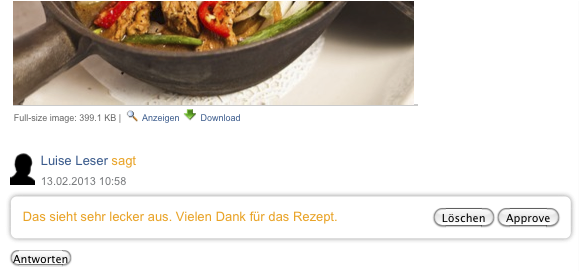 Full-size image: 399.1 KB | Anzeigen Download
Luise Leser sagt
13.02.2013 10:58
Das sieht sehr lecker aus. Vielen Dank für das Rezept. Löschen Approve
Antworten